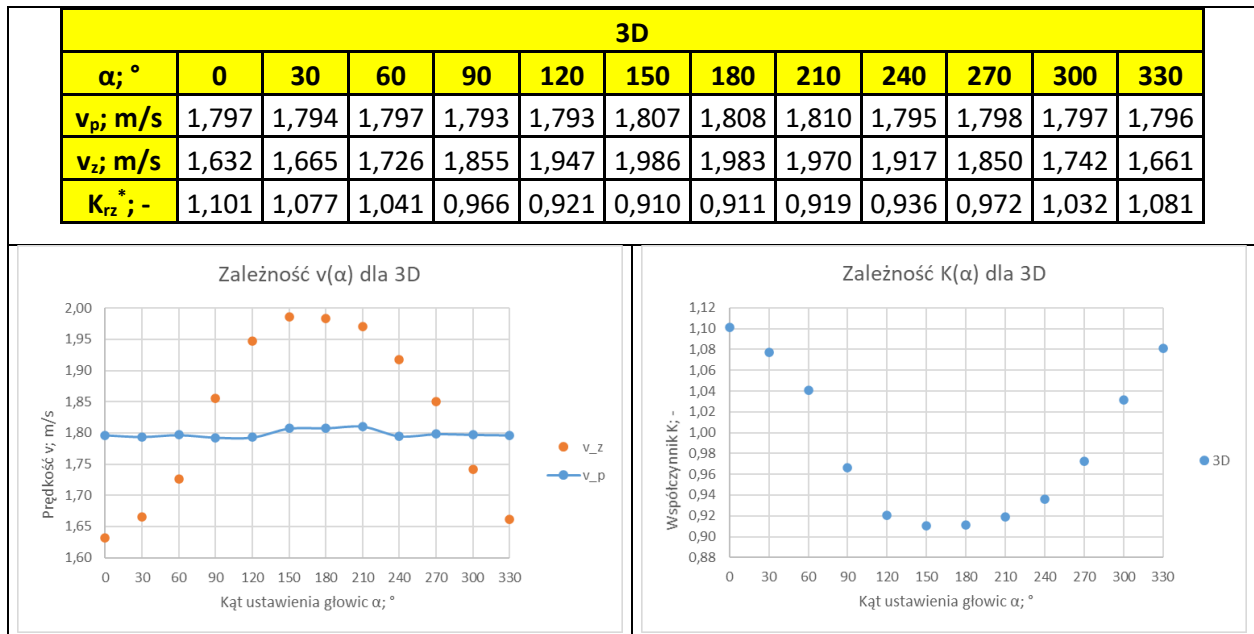 3D
α; ° 0 30 60 90 120 150 180 210 240 270 300 330
vp; m/s 1,797 1,794 1,797 1,793 1,793 1,807 1,808 1,810 1,795 1,798 1,797 1,796
vz; m/s 1,632 1,665 1,726 1,855 1,947 1,986 1,983 1,970 1,917 1,850 1,742 1,661
Krz*; - 1,101 1,077 1,041 0,966 0,921 0,910 0,911 0,919 0,936 0,972 1,032 1,081
Zależność v(α) dla 3D
Prędkość v; m/s
2,00
1,95
1,90
1,85
1,80
1,75
1,70
1,65
1,60
0 30 60 90 120 150 180 210 240 270 300 330
Kąt ustawienia głowic α; °
v_z
v_p
Zależność K(α) dla 3D
Współczynnik K; -
1,12
1,10
1,08
1,06
1,04
1,02
1,00
0,98
0,96
0,94
0,92
0,90
0,88
0 30 60 90 120 150 180 210 240 270 300 330
Kąt ustawienia głowic α; °
3D